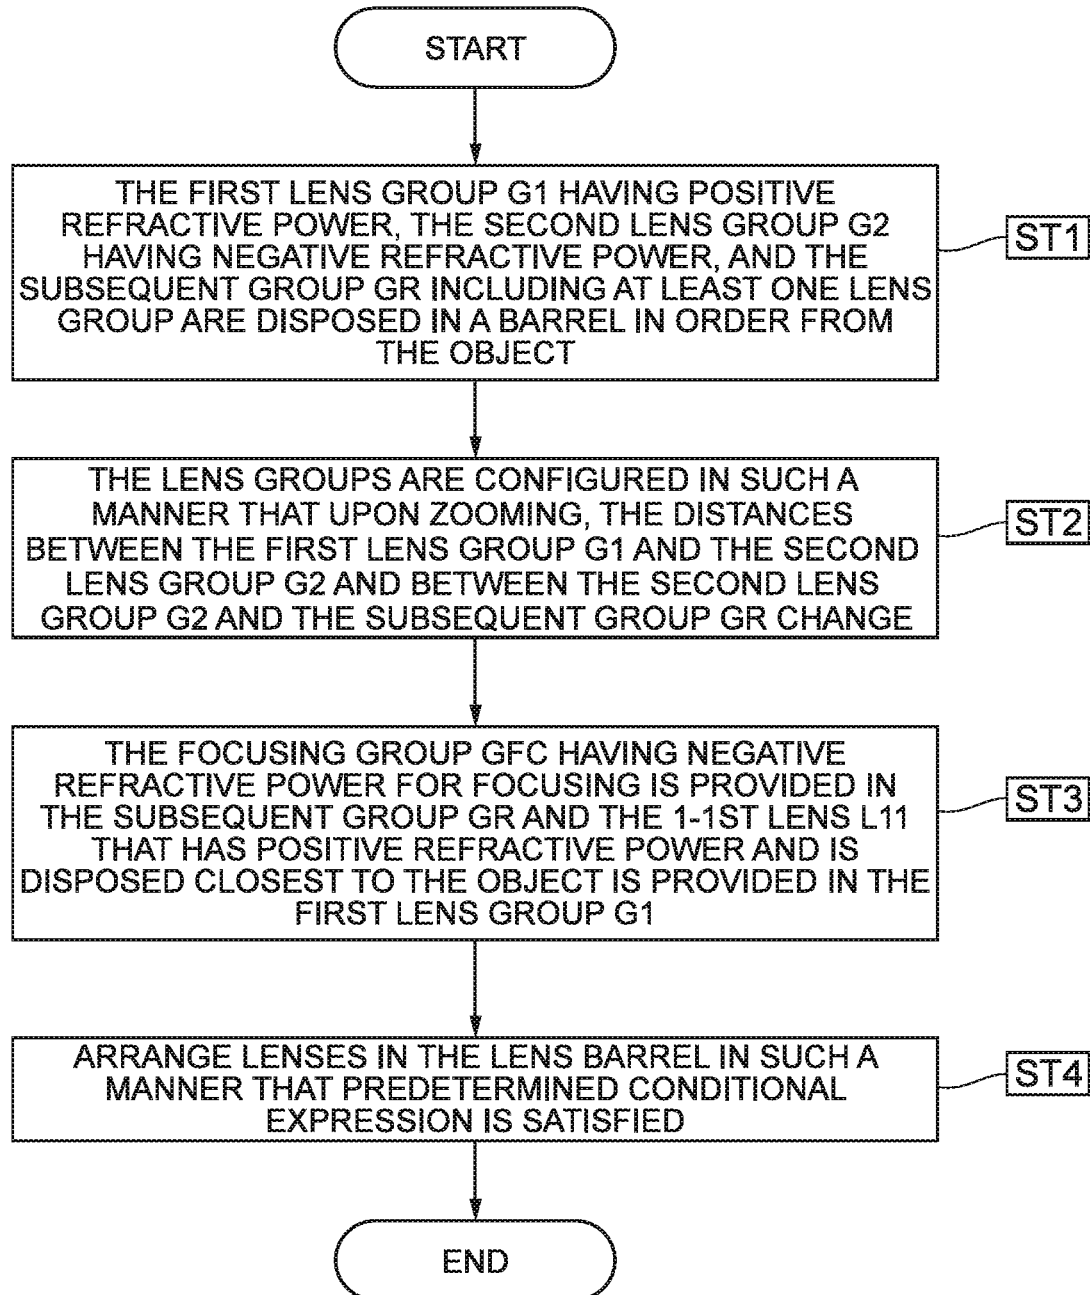 START
THE FIRST LENS GROUP G1 HAVING POSITIVE
REFRACTIVE POWER, THE SECOND LENS GROUP G2
HAVING NEGATIVE REFRACTIVE POWER, AND THE
SUBSEQUENT GROUP GR INCLUDING AT LEAST ONE LENS
GROUP ARE DISPOSED IN A BARREL IN ORDER FROM
THE OBJECT
ST1
THE LENS GROUPS ARE CONFIGURED IN SUCH A
MANNER THAT UPON ZOOMING, THE DISTANCES
BETWEEN THE FIRST LENS GROUP G1 AND THE SECOND
LENS GROUP G2 AND BETWEEN THE SECOND LENS
GROUP G2 AND THE SUBSEQUENT GROUP GR CHANGE
ST2
THE FOCUSING GROUP GFC HAVING NEGATIVE
REFRACTIVE POWER FOR FOCUSING IS PROVIDED IN
THE SUBSEQUENT GROUP GR AND THE 1-1ST LENS L11
THAT HAS POSITIVE REFRACTIVE POWER AND IS
DISPOSED CLOSEST TO THE OBJECT IS PROVIDED IN THE
FIRST LENS GROUP G1
ST3
ARRANGE LENSES IN THE LENS BARREL IN SUCH A
MANNER THAT PREDETERMINED CONDITIONAL
EXPRESSION IS SATISFIED
ST4
END